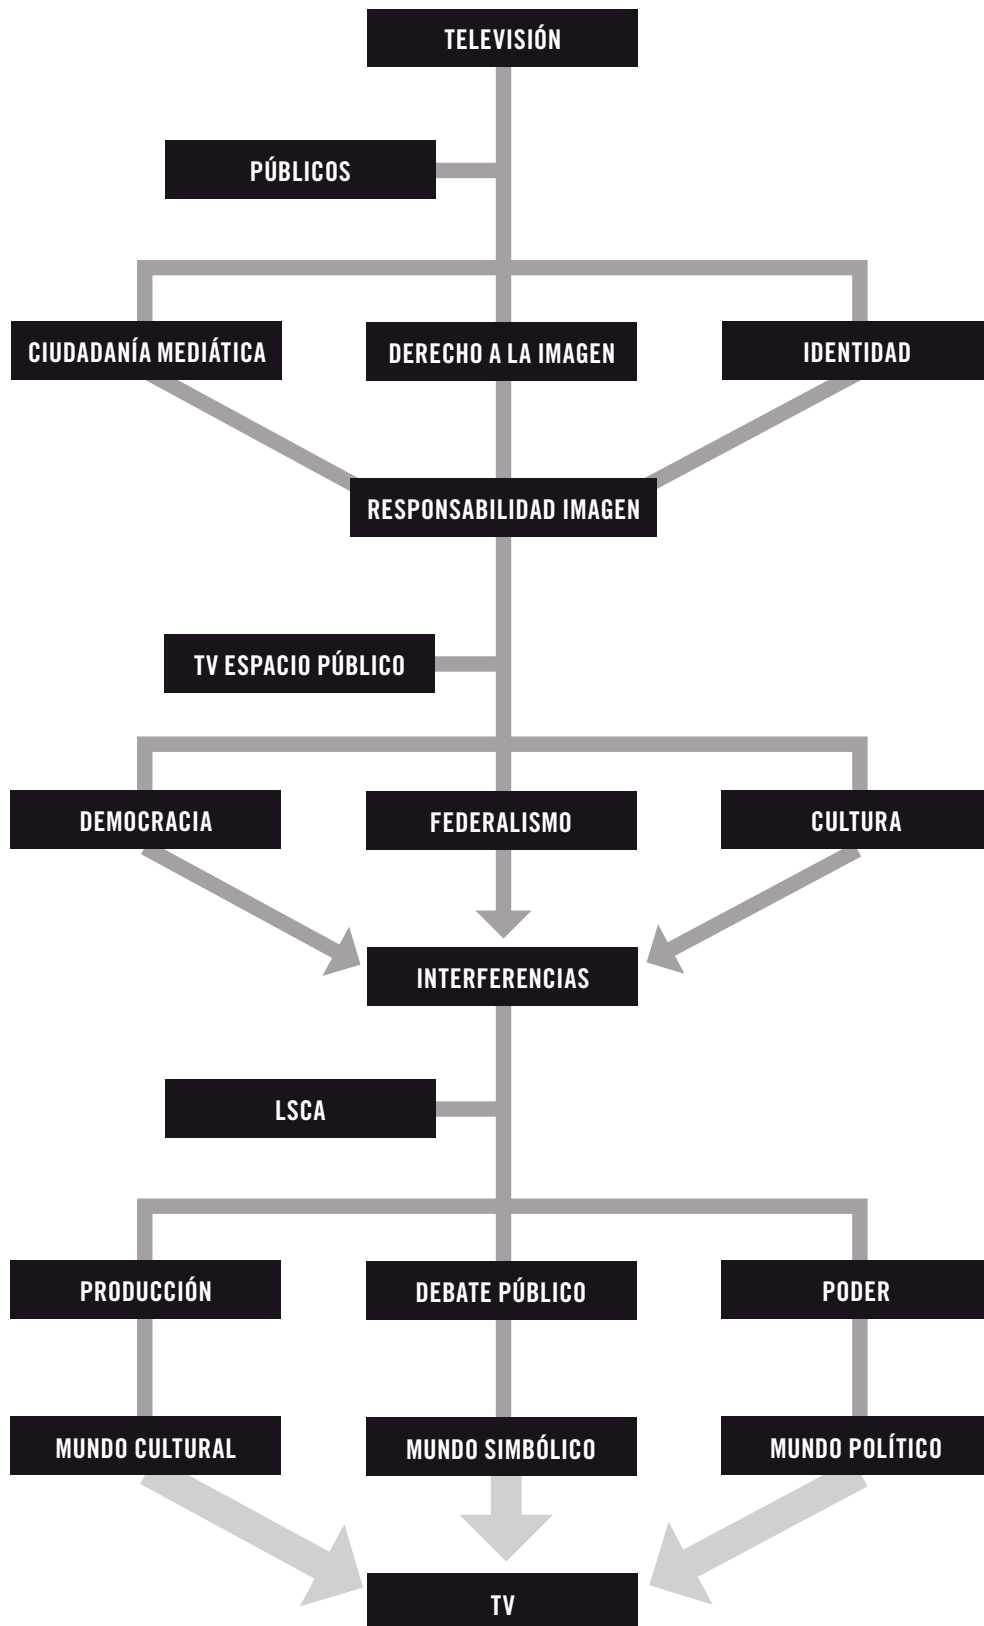 TELEVISIÓN
PÚBLICOS
CIUDADANÍA MEDIÁTICA
DERECHO A LA IMAGEN
IDENTIDAD
RESPONSABILIDAD IMAGEN
TV ESPACIO PÚBLICO
DEMOCRACIA
FEDERALISMO
CULTURA
INTERFERENCIAS
LSCA
PRODUCCIÓN
DEBATE PÚBLICO
PODER
MUNDO CULTURAL
MUNDO SIMBÓLICO
MUNDO POLÍTICO
TV